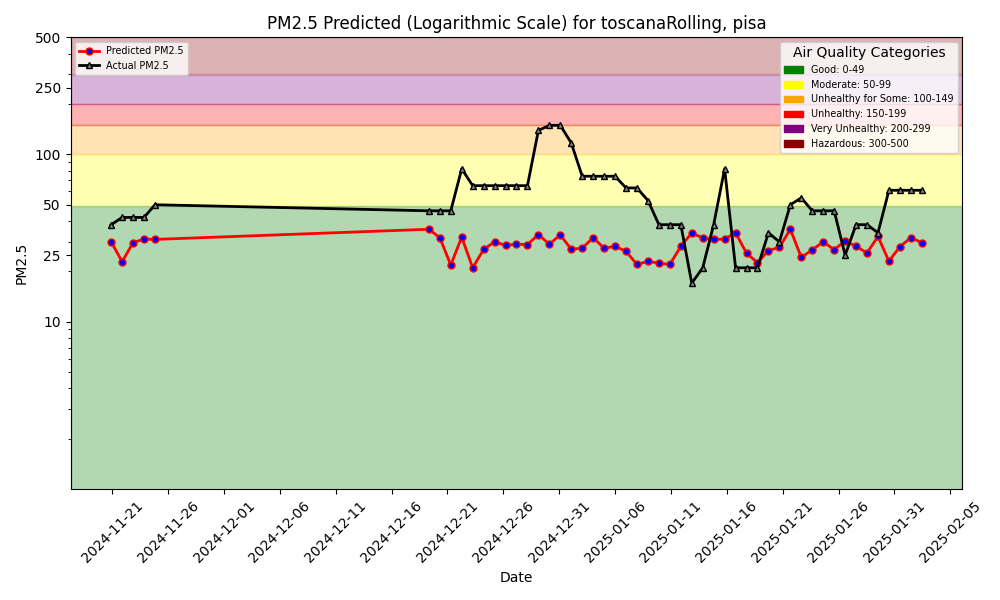 PM2.5 Predicted (Logarithmic Scale) for toscanaRolling, pisa
Predicted PM2.5
Actual PM2.5
Air Quality Categories
Good: 0-49
Moderate: 50-99
Unhealthy for Some: 100-149
Unhealthy: 150-199
Very Unhealthy: 200-299
Hazardous: 300-500
500
250
100
50
25
10
PM2.5
2024-11-21
2024-11-26
2024-12-01
2024-12-06
2024-12-11
2024-12-16
2024-12-21
2024-12-26
2024-12-31
2025-01-06
2025-01-11
2025-01-16
2025-01-21
2025-01-26
2025-01-31
2025-02-05
Date